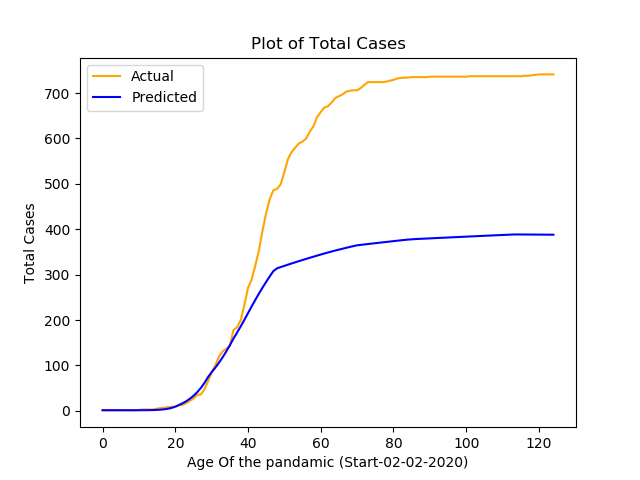 Plot of Total Cases
Actual
Predicted
Total Cases
700
600
500
400
300
200
100
0
0 20 40 60 80 100 120
Age Of the pandamic (Start-02-02-2020)